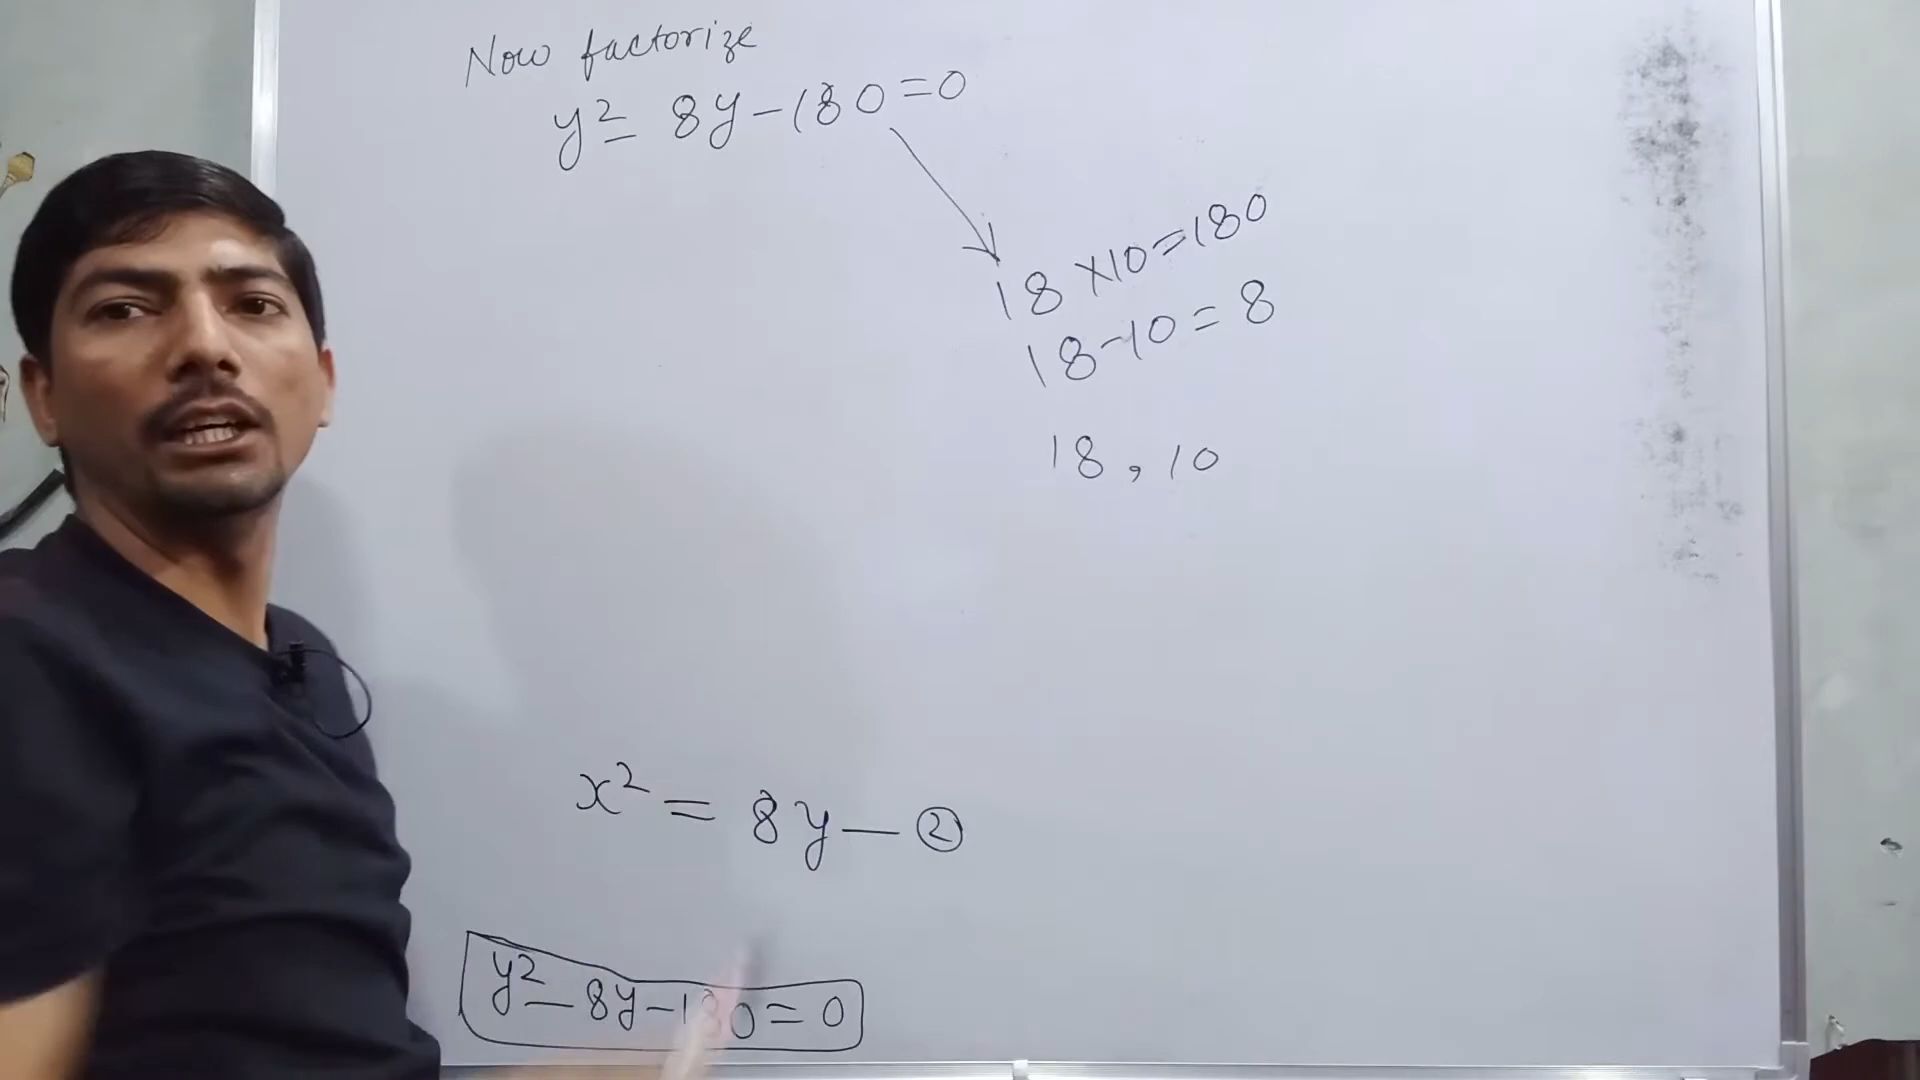 Now factorize
y² - 8y - 180 = 0
18 × 10 = 180
18 - 10 = 8
18 , 10
x² = 8y — ②
y² - 8y - 180 = 0